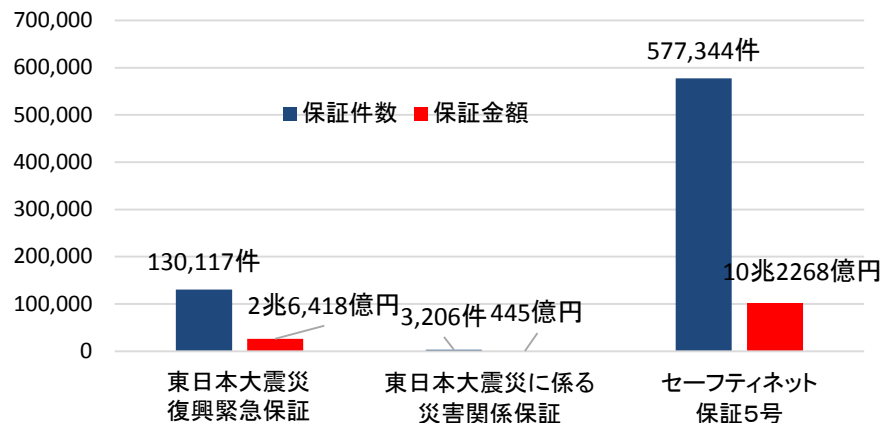 700,000
600,000
500,000
400,000
300,000
200,000
100,000
0
保証件数 保証金額
130,117件
2兆6,418億円
3,206件
445億円
577,344件
10兆2268億円
東日本大震災
復興緊急保証
東日本大震災に係る
災害関係保証
セーフティネット
保証5号